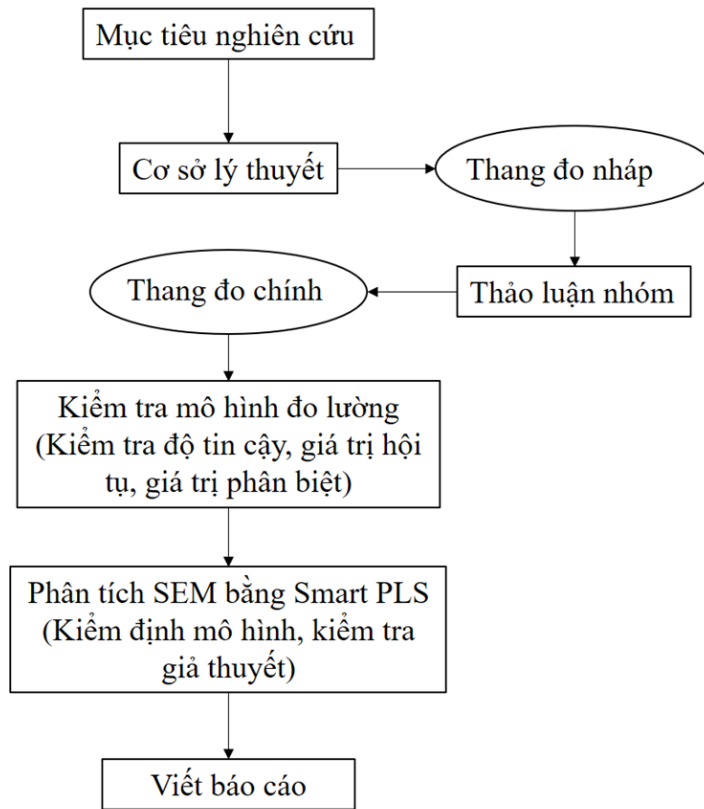 Mục tiêu nghiên cứu
Cơ sở lý thuyết
Thang đo nháp
Thảo luận nhóm
Thang đo chính
Kiểm tra mô hình đo lường
(Kiểm tra độ tin cậy, giá trị hội
tụ, giá trị phân biệt)
Phân tích SEM bằng Smart PLS
(Kiểm định mô hình, kiểm tra
giả thuyết)
Viết báo cáo